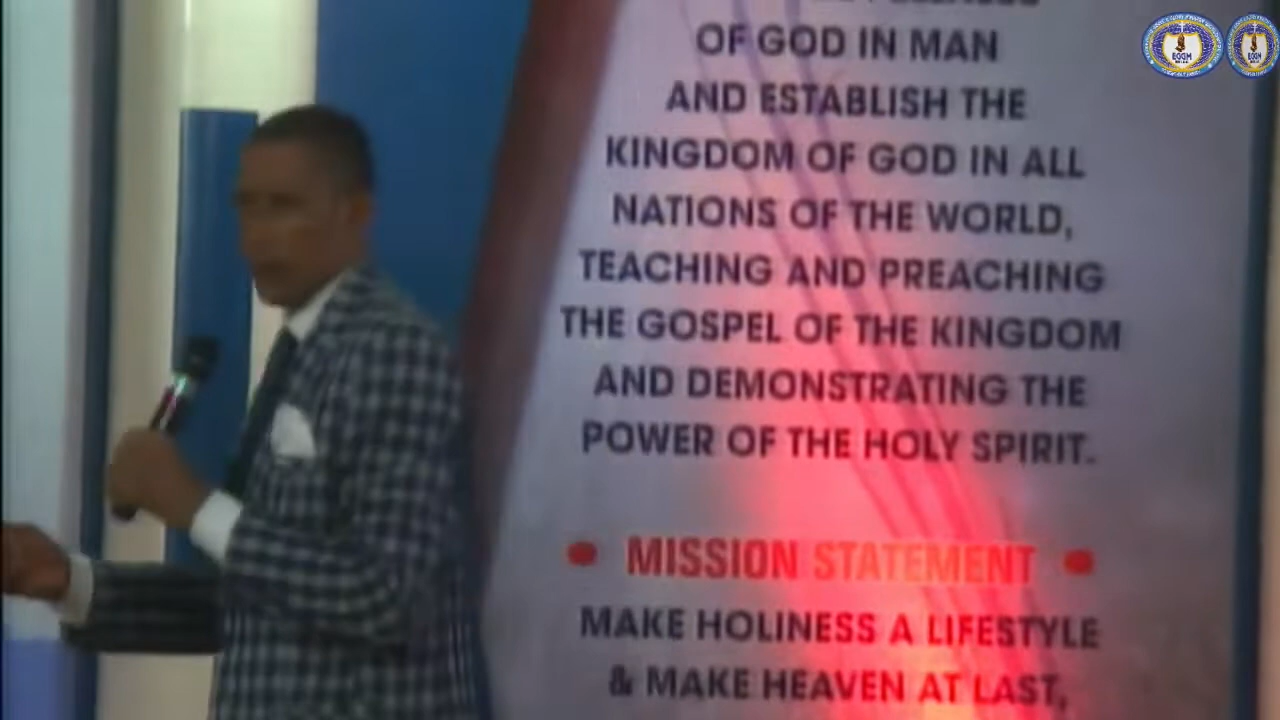 OF GOD IN MAN
AND ESTABLISH THE
KINGDOM OF GOD IN ALL
NATIONS OF THE WORLD,
TEACHING AND PREACHING
THE GOSPEL OF THE KINGDOM
AND DEMONSTRATING THE
POWER OF THE HOLY SPIRIT.
• MISSION STATEMENT •
MAKE HOLINESS A LIFESTYLE
& MAKE HEAVEN AT LAST,
EGGM
EGGM